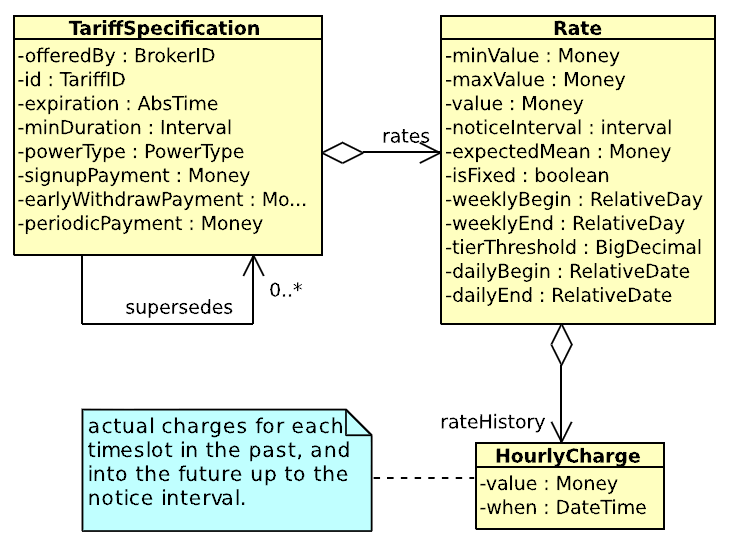 TariffSpecification
-offeredBy : BrokerID
-id : TariffID
-expiration : AbsTime
-minDuration : Interval
-powerType : PowerType
-signupPayment : Money
-earlyWithdrawPayment : Mo...
-periodicPayment : Money
rates
Rate
-minValue : Money
-maxValue : Money
-value : Money
-noticeInterval : interval
-expectedMean : Money
-isFixed : boolean
-weeklyBegin : RelativeDay
-weeklyEnd : RelativeDay
-tierThreshold : BigDecimal
-dailyBegin : RelativeDate
-dailyEnd : RelativeDate
0..*
supersedes
actual charges for each
timeslot in the past, and
into the future up to the
notice interval.
rateHistory
HourlyCharge
-value : Money
-when : DateTime